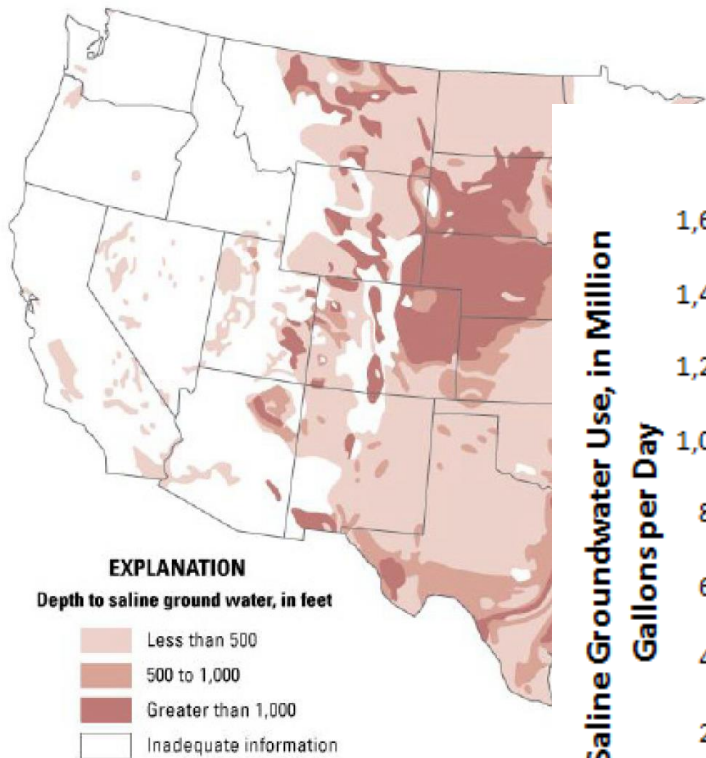 EXPLANATION
Depth to saline ground water, in feet
Less than 500
500 to 1,000
Greater than 1,000
Inadequate information
Saline Groundwater Use, in Million
Gallons per Day